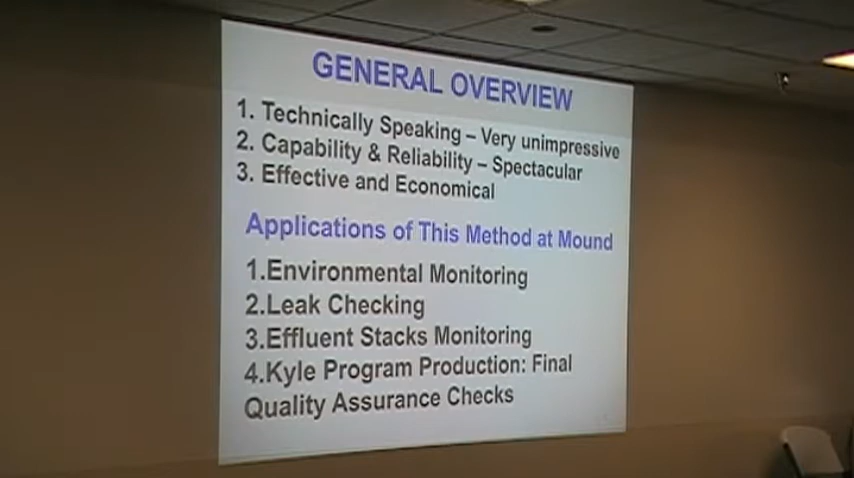 GENERAL OVERVIEW
1. Technically Speaking – Very unimpressive
2. Capability & Reliability – Spectacular
3. Effective and Economical
Applications of This Method at Mound
1.Environmental Monitoring
2.Leak Checking
3.Effluent Stacks Monitoring
4.Kyle Program Production: Final
Quality Assurance Checks